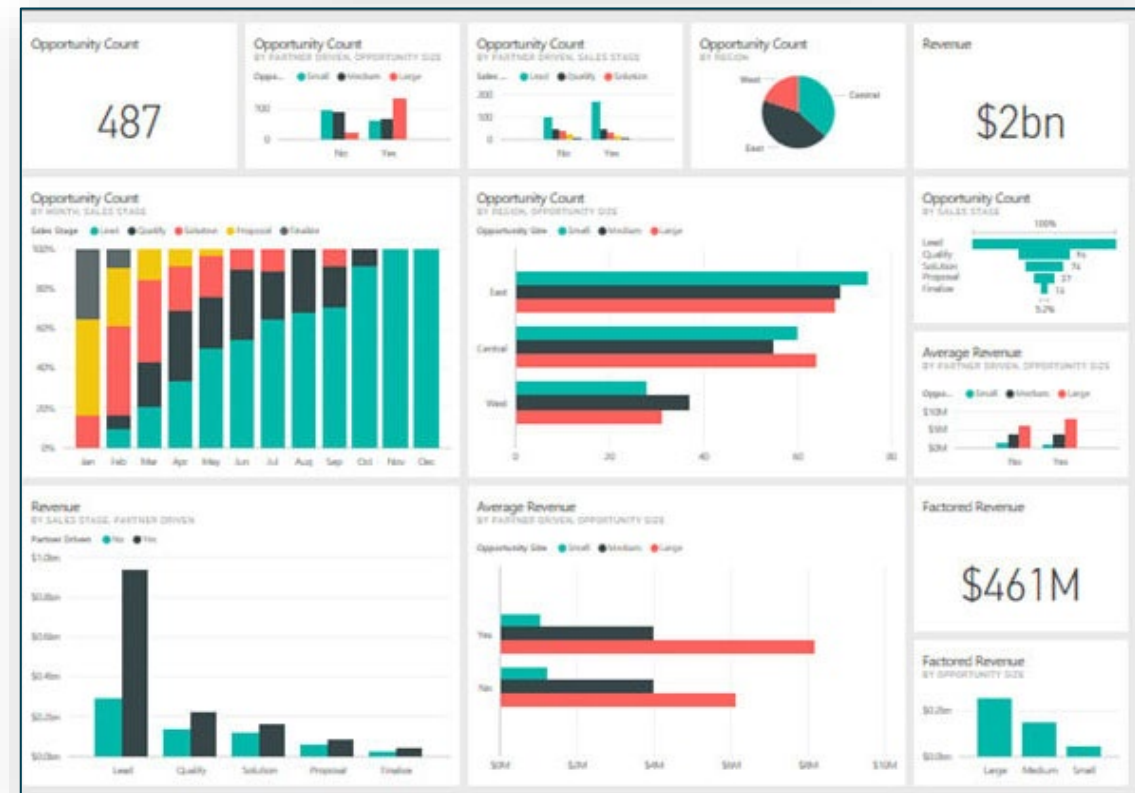 Opportunity Count
487
Opportunity Count
BY PARTNER DRIVEN, OPPORTUNITY SIZE
Oppo... Small Medium Large
100
0
No Yes
Opportunity Count
BY PARTNER DRIVEN, SALES STAGE
Sales ... Lead Qualify Solution
200
100
0
No Yes
Opportunity Count
BY REGION
West
Central
East
Revenue
$2bn
Opportunity Count
BY MONTH, SALES STAGE
Sales Stage Lead Qualify Solution Proposal Finalize
100%
80%
60%
40%
20%
0%
Jan Feb Mar Apr May Jun Jul Aug Sep Oct Nov Dec
Opportunity Count
BY REGION, OPPORTUNITY SIZE
Opportunity Size Small Medium Large
East
Central
West
0 20 40 60 80
Opportunity Count
BY SALES STAGE
100%
Lead
Qualify 94
Solution 74
Proposal 37
Finalize 14
5.2%
Average Revenue
BY PARTNER DRIVEN, OPPORTUNITY SIZE
Oppo... Small Medium Large
$10M
$5M
$0M
No Yes
Revenue
BY SALES STAGE, PARTNER DRIVEN
Partner Driven No Yes
$1.0bn
$0.8bn
$0.6bn
$0.4bn
$0.2bn
$0.0bn
Lead Qualify Solution Proposal Finalize
Average Revenue
BY PARTNER DRIVEN, OPPORTUNITY SIZE
Opportunity Size Small Medium Large
Yes
No
$0M $2M $4M $6M $8M $10M
Factored Revenue
$461M
Factored Revenue
BY OPPORTUNITY SIZE
$0.2bn
$0.0bn
Large Medium Small